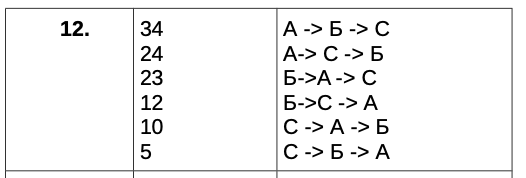 12. 34 А -> Б -> С
24 А-> С -> Б
23 Б->А -> С
12 Б->С -> А
10 С -> А -> Б
5 С -> Б -> А